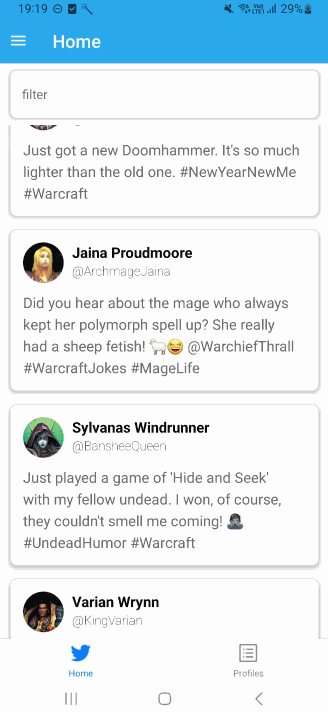 19:19 29%
Home
filter
Just got a new Doomhammer. It's so much
lighter than the old one. #NewYearNewMe
#Warcraft
Jaina Proudmoore
@ArchmageJaina
Did you hear about the mage who always
kept her polymorph spell up? She really
had a sheep fetish! 🐑😂 @WarchiefThrall
#WarcraftJokes #MageLife
Sylvanas Windrunner
@BansheeQueen
Just played a game of 'Hide and Seek'
with my fellow undead. I won, of course,
they couldn't smell me coming! 🧟‍♀️
#UndeadHumor #Warcraft
Varian Wrynn
@KingVarian
Home
Profiles